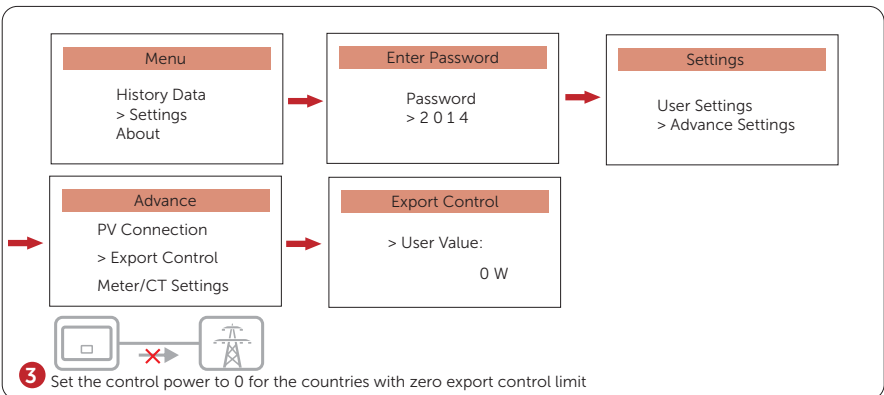 Menu
History Data
> Settings
About
Enter Password
Password
> 2 0 1 4
Settings
User Settings
> Advance Settings
Advance
PV Connection
> Export Control
Meter/CT Settings
Export Control
> User Value:
0 W
3 Set the control power to 0 for the countries with zero export control limit